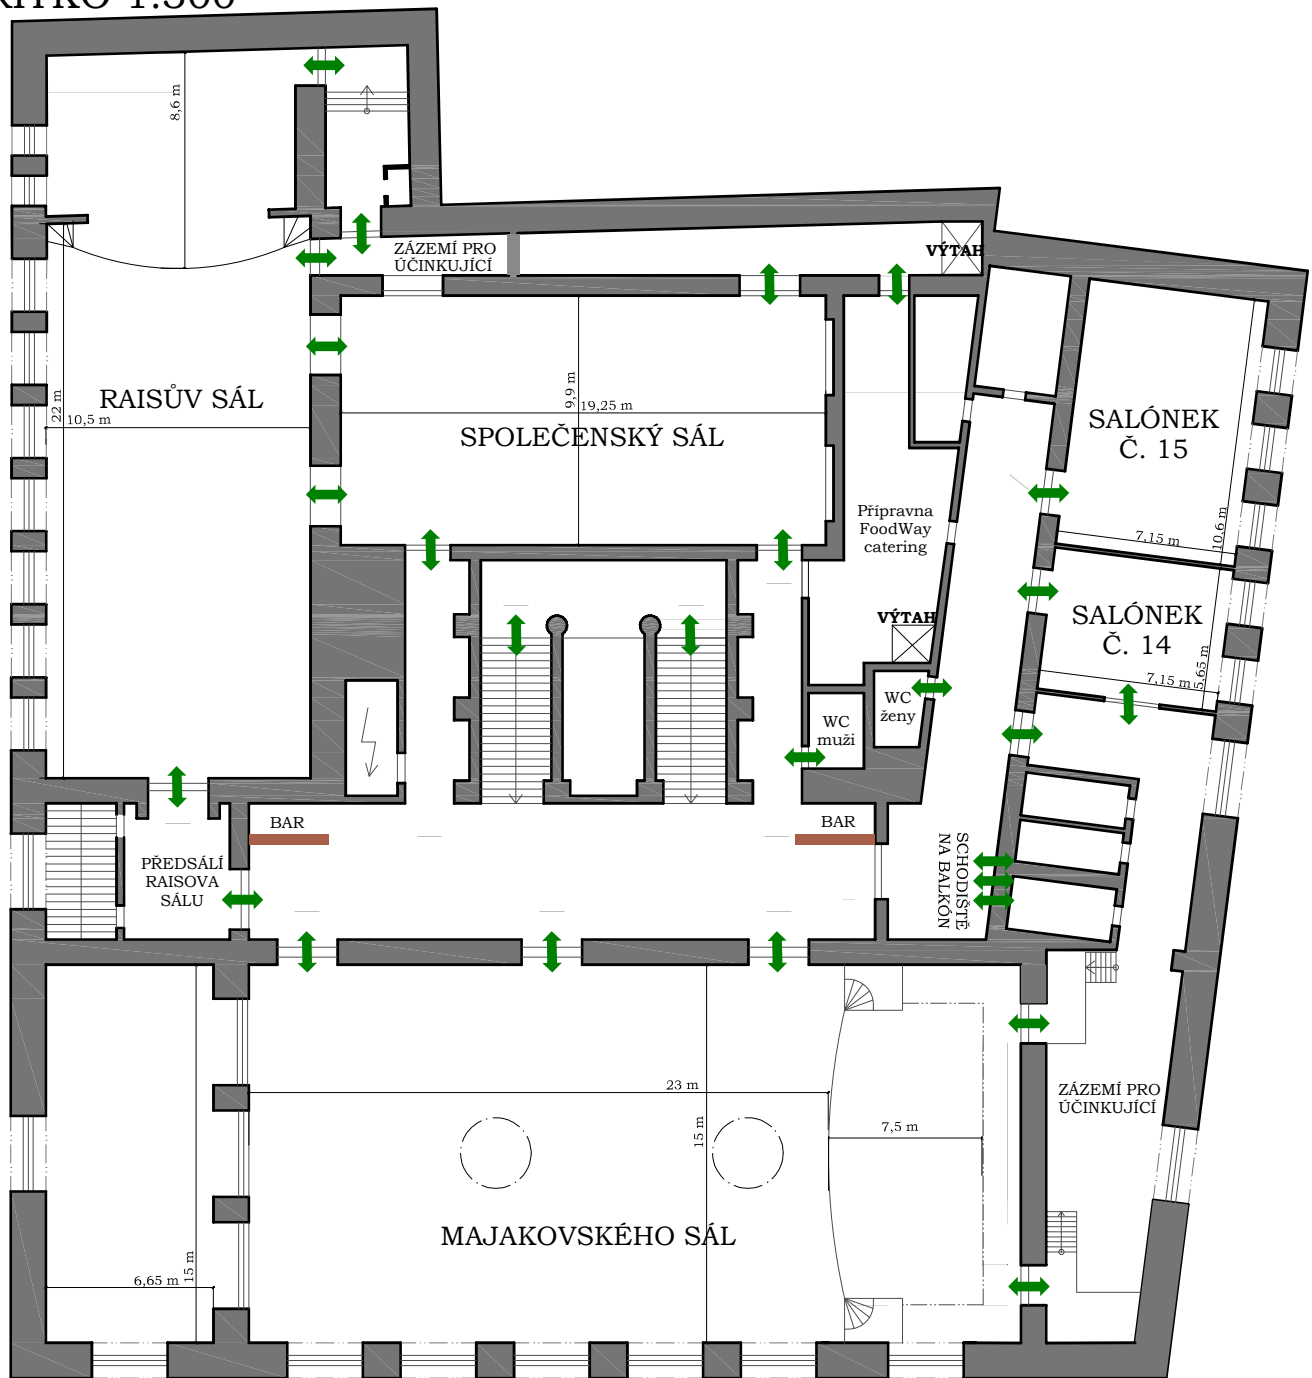 1:300
8,6 m
ZÁZEMÍ PRO
ÚČINKUJÍCÍ
VÝTAH
RAISŮV SÁL
22 m
10,5 m
9,9 m
19,25 m
SPOLEČENSKÝ SÁL
SALÓNEK
Č. 15
10,6 m
7,15 m
Přípravna
FoodWay
catering
VÝTAH
SALÓNEK
Č. 14
7,15 m
5,65 m
WC
ženy
WC
muži
BAR
BAR
PŘEDSÁLÍ
RAISOVA
SÁLU
SCHODIŠTĚ
NA BALKÓN
23 m
15 m
7,5 m
ZÁZEMÍ PRO
ÚČINKUJÍCÍ
MAJAKOVSKÉHO SÁL
6,65 m
15 m